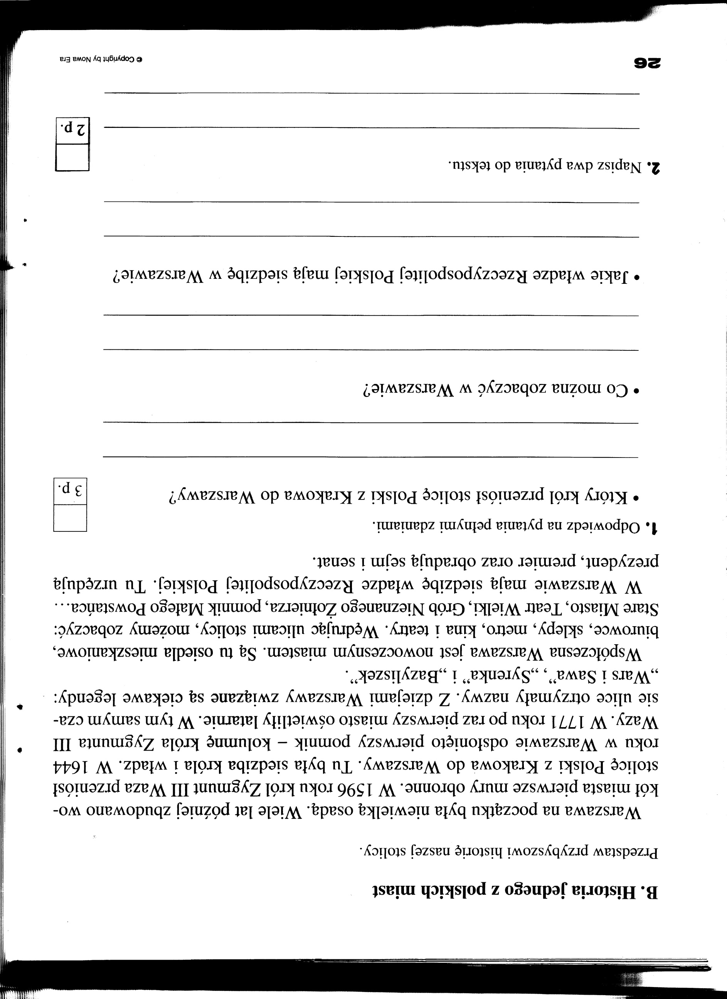 B. Historia jednego z polskich miast
Przedstaw przybyszowi historię naszej stolicy.
Warszawa na początku była niewielką osadą. Wiele lat później zbudowano wo-
kół miasta pierwsze mury obronne. W 1596 roku król Zygmunt III Waza przeniósł
stolicę Polski z Krakowa do Warszawy. Tu była siedziba króla i władz. W 1644
roku w Warszawie odsłonięto pierwszy pomnik – kolumnę króla Zygmunta III
Wazy. W 1771 roku po raz pierwszy miasto oświetliły latarnie. W tym samym cza-
sie ulice otrzymały nazwy. Z dziejami Warszawy związane są ciekawe legendy:
„Wars i Sawa”, „Syrenka” i „Bazyliszek”.
Współczesna Warszawa jest nowoczesnym miastem. Są tu osiedla mieszkaniowe,
biurowce, sklepy, metro, kina i teatry. Wędrując ulicami stolicy, możemy zobaczyć:
Stare Miasto, Teatr Wielki, Grób Nieznanego Żołnierza, pomnik Małego Powstańca…
W Warszawie mają siedzibę władze Rzeczypospolitej Polskiej. Tu urzędują
prezydent, premier oraz obradują sejm i senat.
1. Odpowiedz na pytania pełnymi zdaniami.
• Który król przeniósł stolicę Polski z Krakowa do Warszawy?
3 p.
• Co można zobaczyć w Warszawie?
• Jakie władze Rzeczypospolitej Polskiej mają siedzibę w Warszawie?
2. Napisz dwa pytania do tekstu.
2 p.
26
© Copyright by Nowa Era